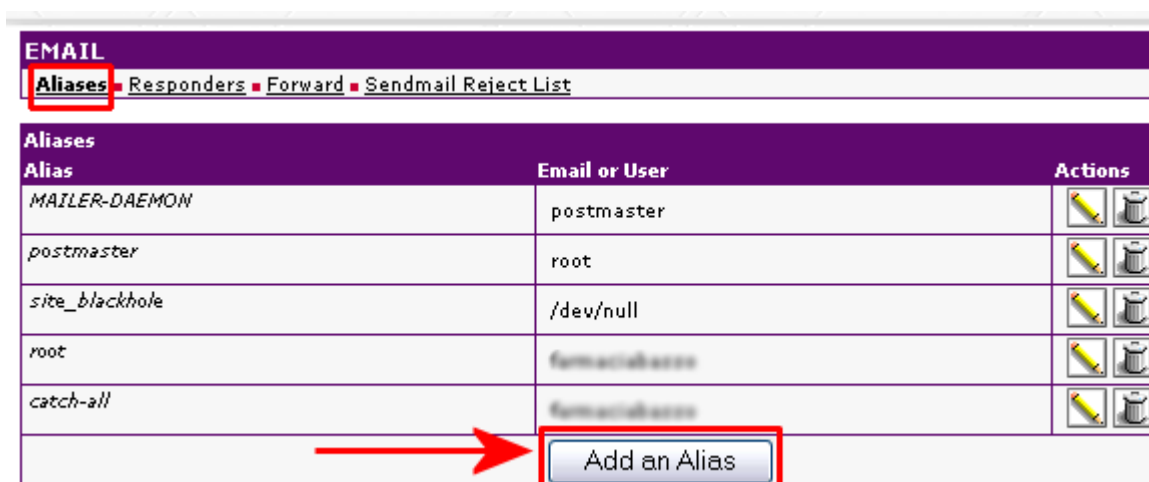 EMAIL
Aliases Responders Forward Sendmail Reject List
Aliases
Alias Email or User Actions
MAILER-DAEMON postmaster
postmaster root
site_blackhole /dev/null
root
catch-all
Add an Alias